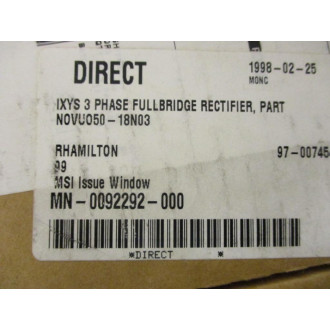 DIRECT
1998-02-25
MONC
IXYS 3 PHASE FULLBRIDGE RECTIFIER, PART
NOVUO50-18N03
RHAMILTON
97-00745
99
MSI Issue Window
MN-0092292-000
*DIRECT *